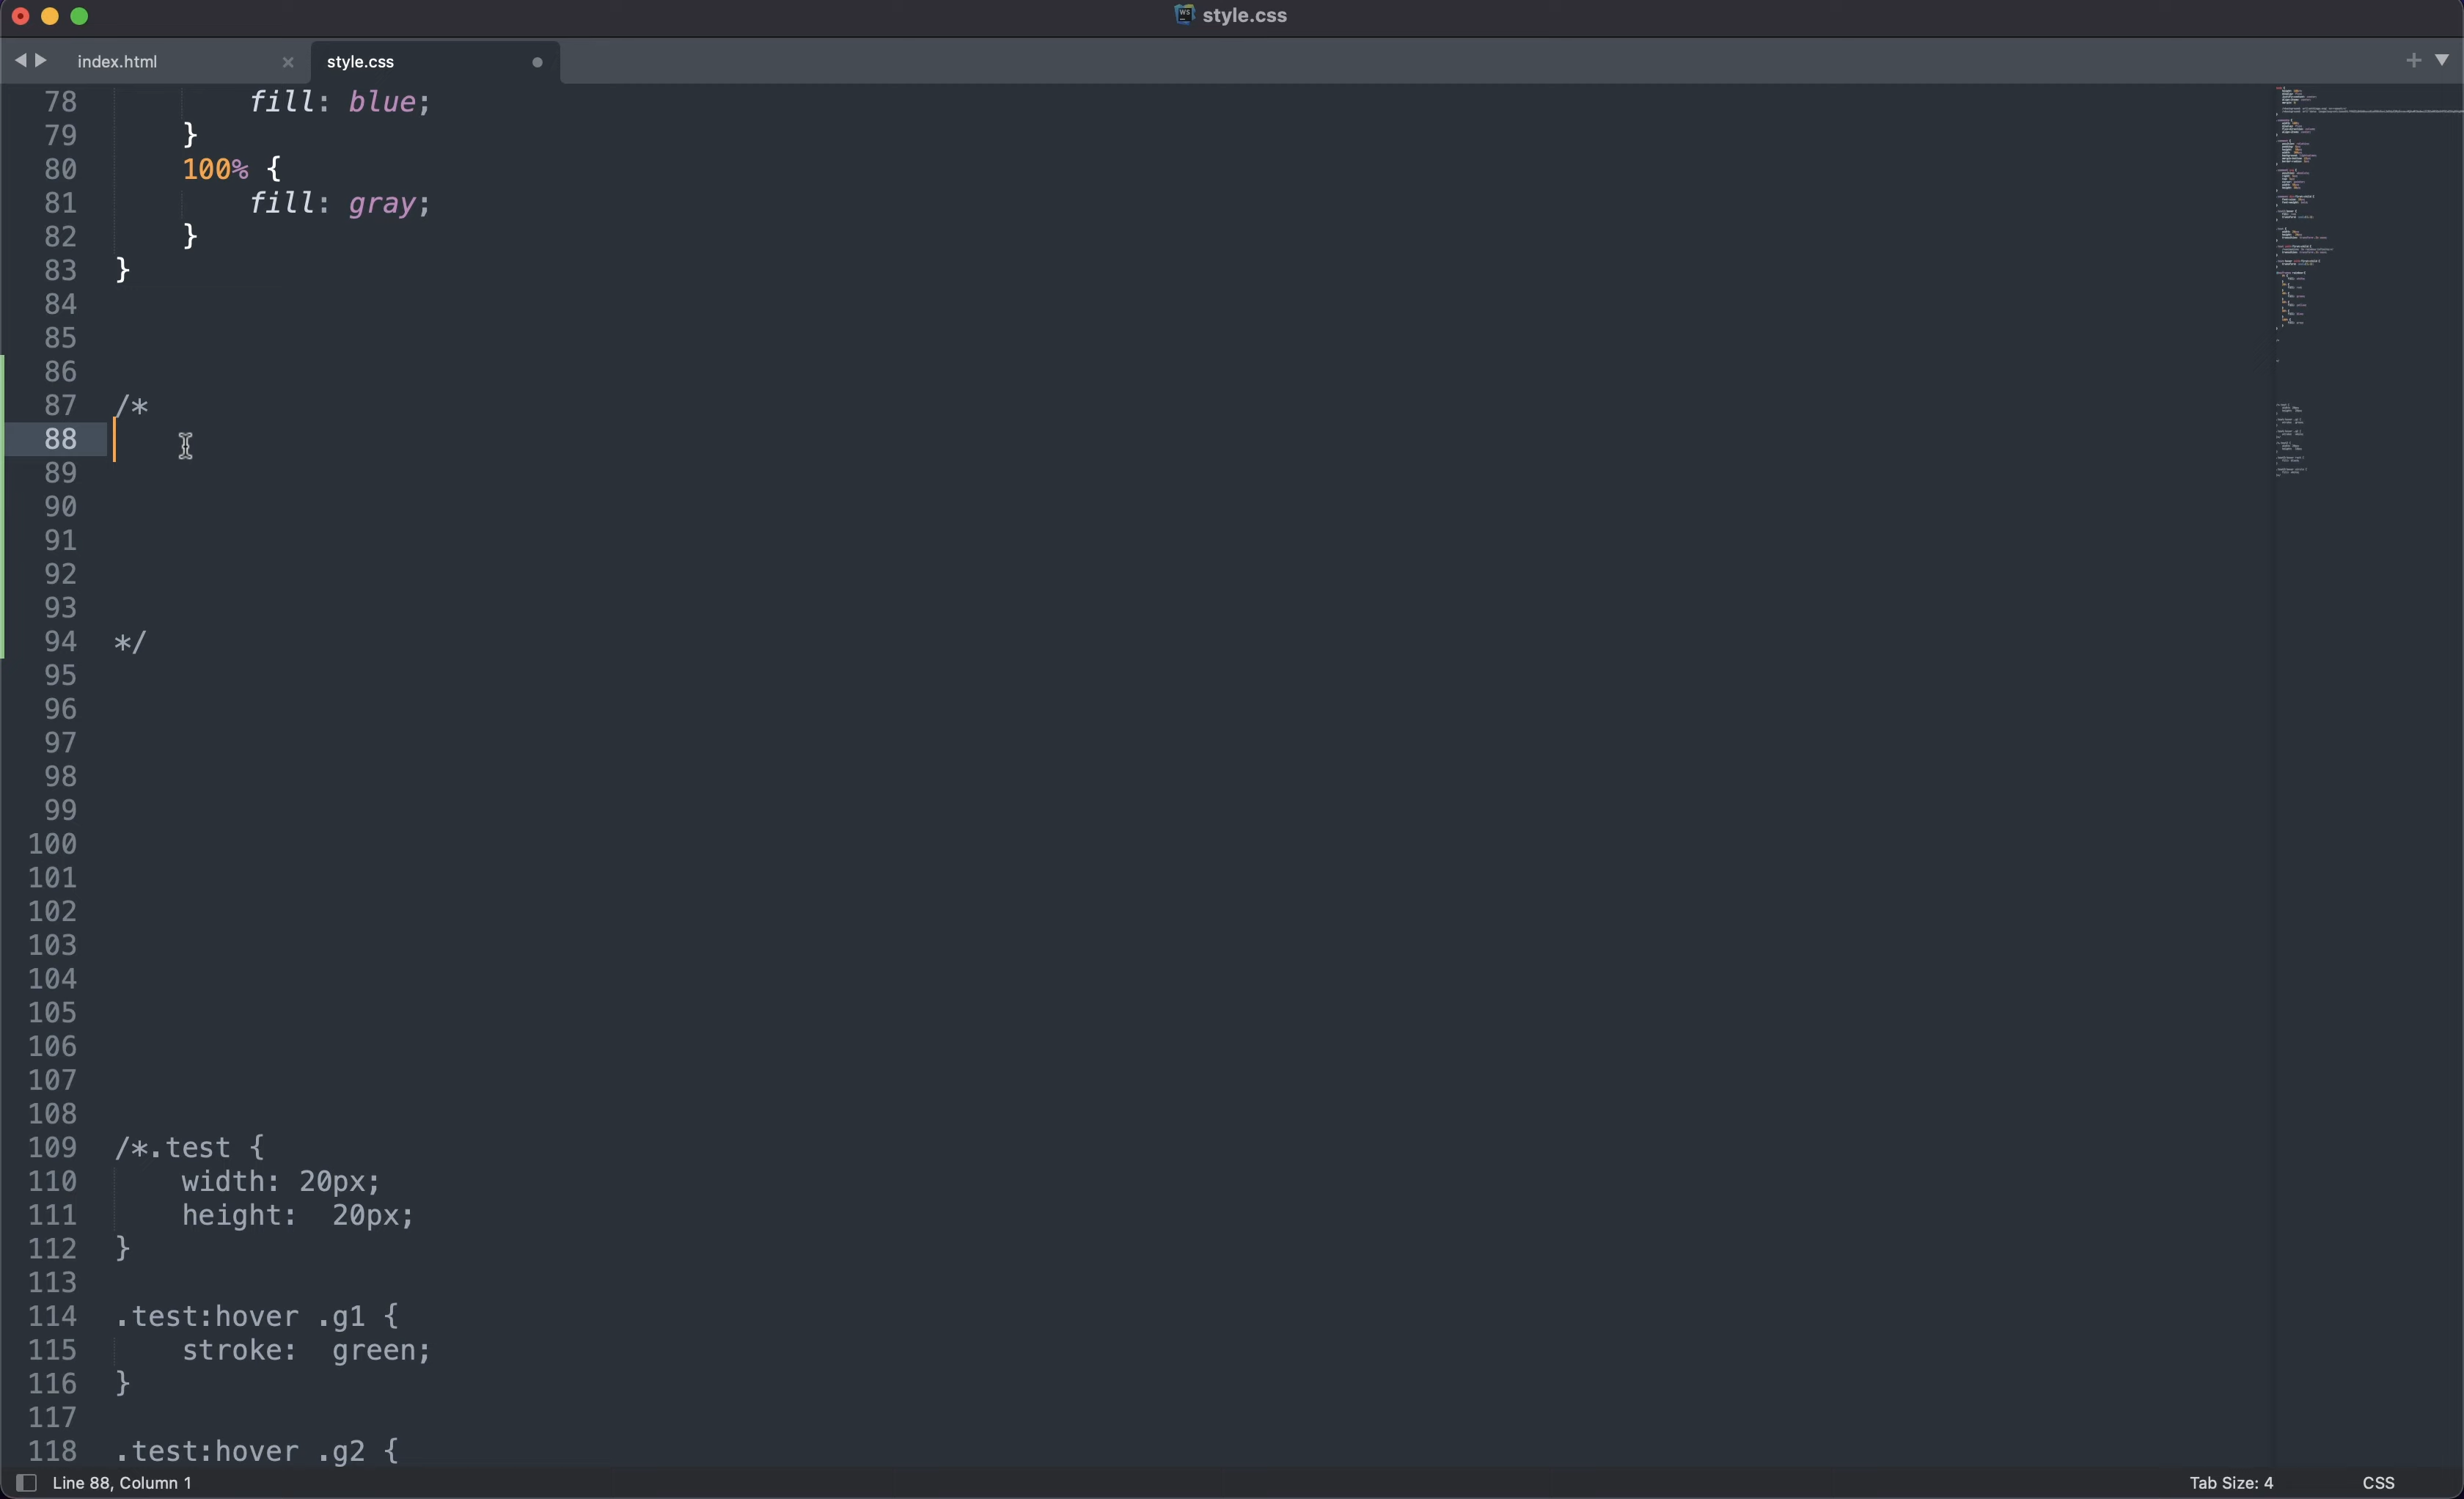 style.css
index.html
style.css
78 fill: blue;
79 }
80 100% {
81 fill: gray;
82 }
83 }
84
85
86
87 /*
88
89
90
91
92
93
94 */
95
96
97
98
99
100
101
102
103
104
105
106
107
108
109 /*.test {
110 width: 20px;
111 height:  20px;
112 }
113
114 .test:hover .g1 {
115 stroke:  green;
116 }
117
118 .test:hover .g2 {
Line 88, Column 1
Tab Size: 4
CSS